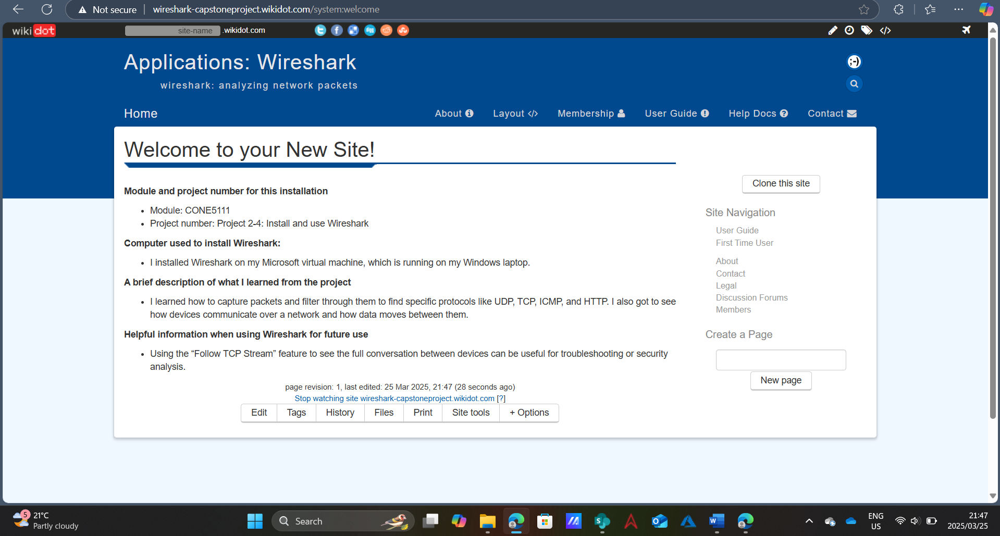 Not secure
wireshark-capstoneproject.wikidot.com/system:welcome
wikidot
site-name .wikidot.com
digg
Applications: Wireshark
;-)
wireshark: analyzing network packets
Home
About
Layout
Membership
User Guide
Help Docs
Contact
Welcome to your New Site!
Module and project number for this installation
• Module: CONE5111
• Project number: Project 2-4: Install and use Wireshark
Computer used to install Wireshark:
• I installed Wireshark on my Microsoft virtual machine, which is running on my Windows laptop.
A brief description of what I learned from the project
• I learned how to capture packets and filter through them to find specific protocols like UDP, TCP, ICMP, and HTTP. I also got to see
how devices communicate over a network and how data moves between them.
Helpful information when using Wireshark for future use
• Using the “Follow TCP Stream” feature to see the full conversation between devices can be useful for troubleshooting or security
analysis.
page revision: 1, last edited: 25 Mar 2025, 21:47 (28 seconds ago)
Stop watching site wireshark-capstoneproject.wikidot.com [?]
Edit
Tags
History
Files
Print
Site tools
+ Options
Clone this site
Site Navigation
User Guide
First Time User
About
Contact
Legal
Discussion Forums
Members
Create a Page
New page
5
21°C
Partly cloudy
Search
ENG
US
21:47
2025/03/25